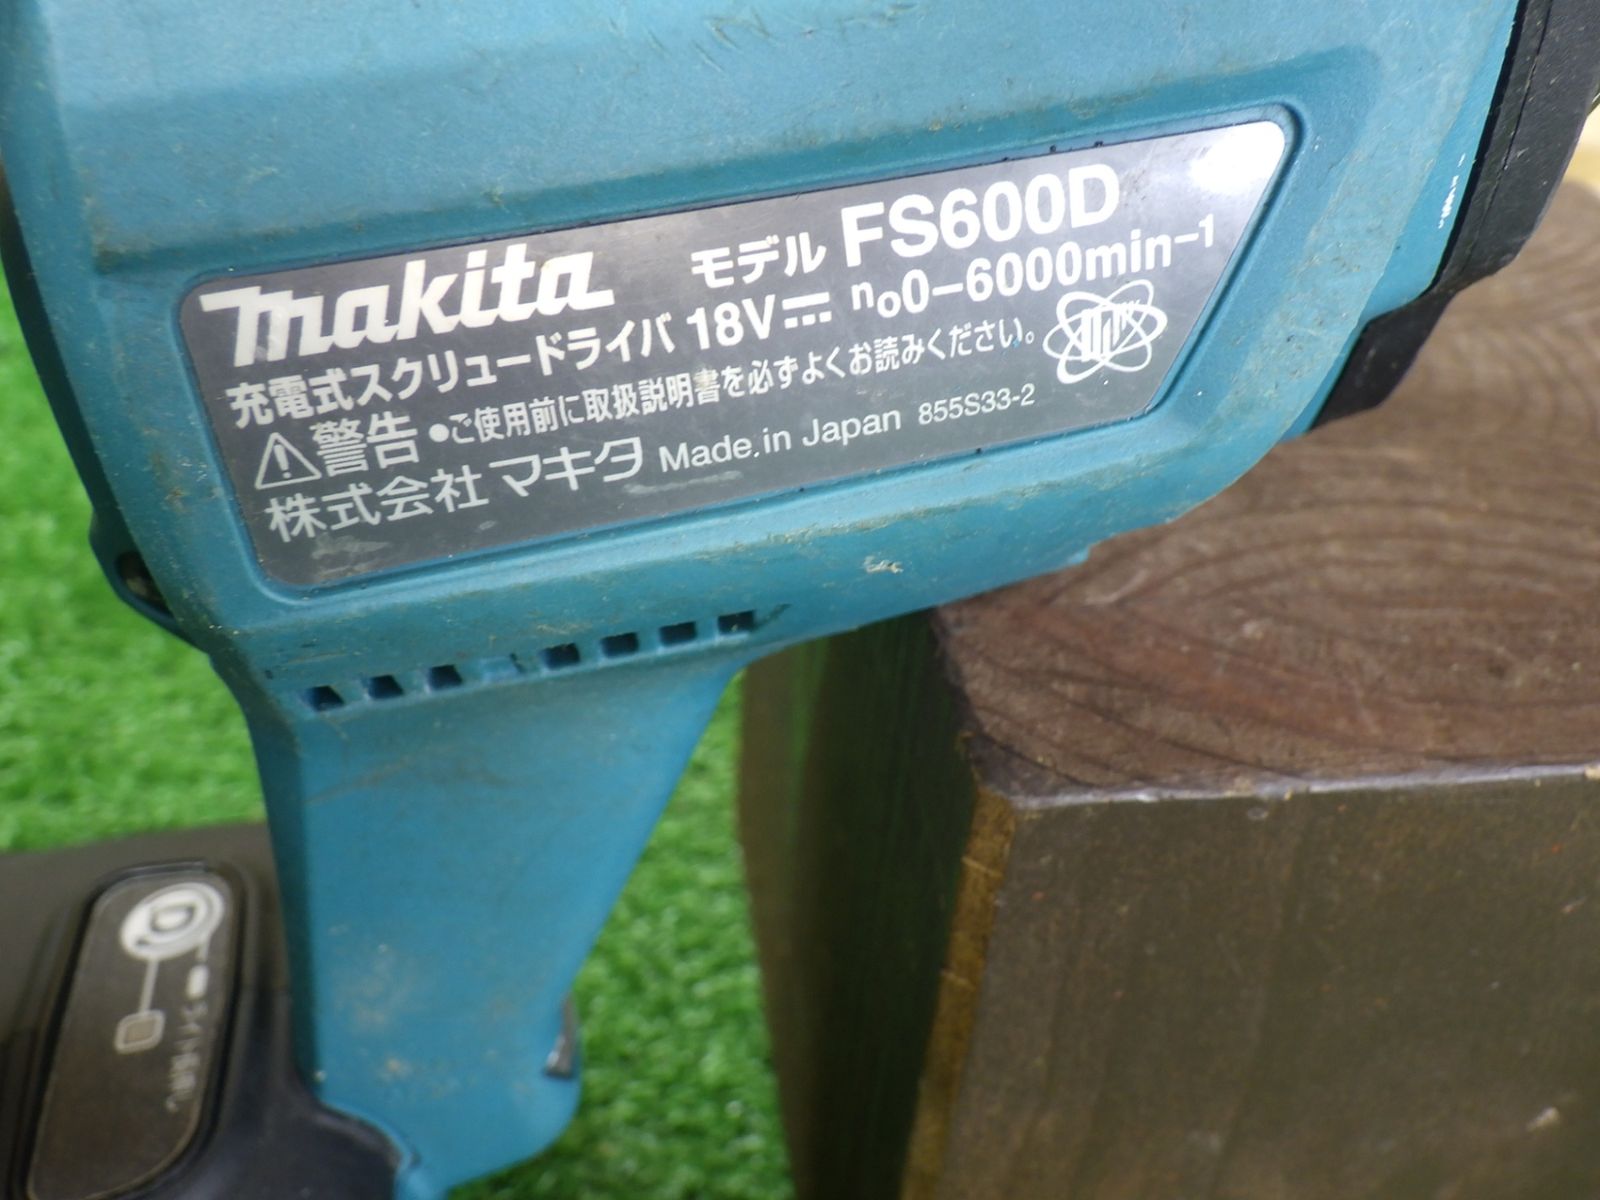 makita モデル FS600D
充電式スクリュードライバ 18V n₀0-6000min-1
警告 ●ご使用前に取扱説明書を必ずよくお読みください。
株式会社マキタ Made in Japan 855S33-2